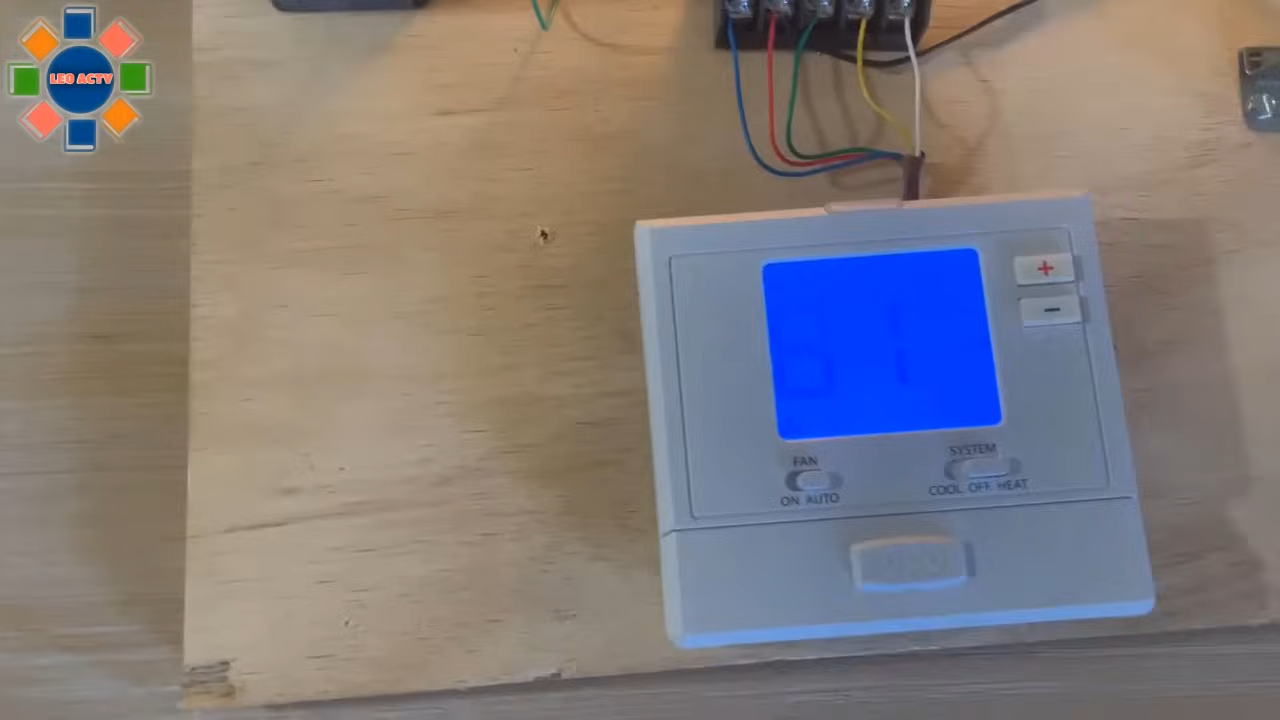 LEO ACTV
+
-
FAN
ON AUTO
SYSTEM
COOL OFF HEAT